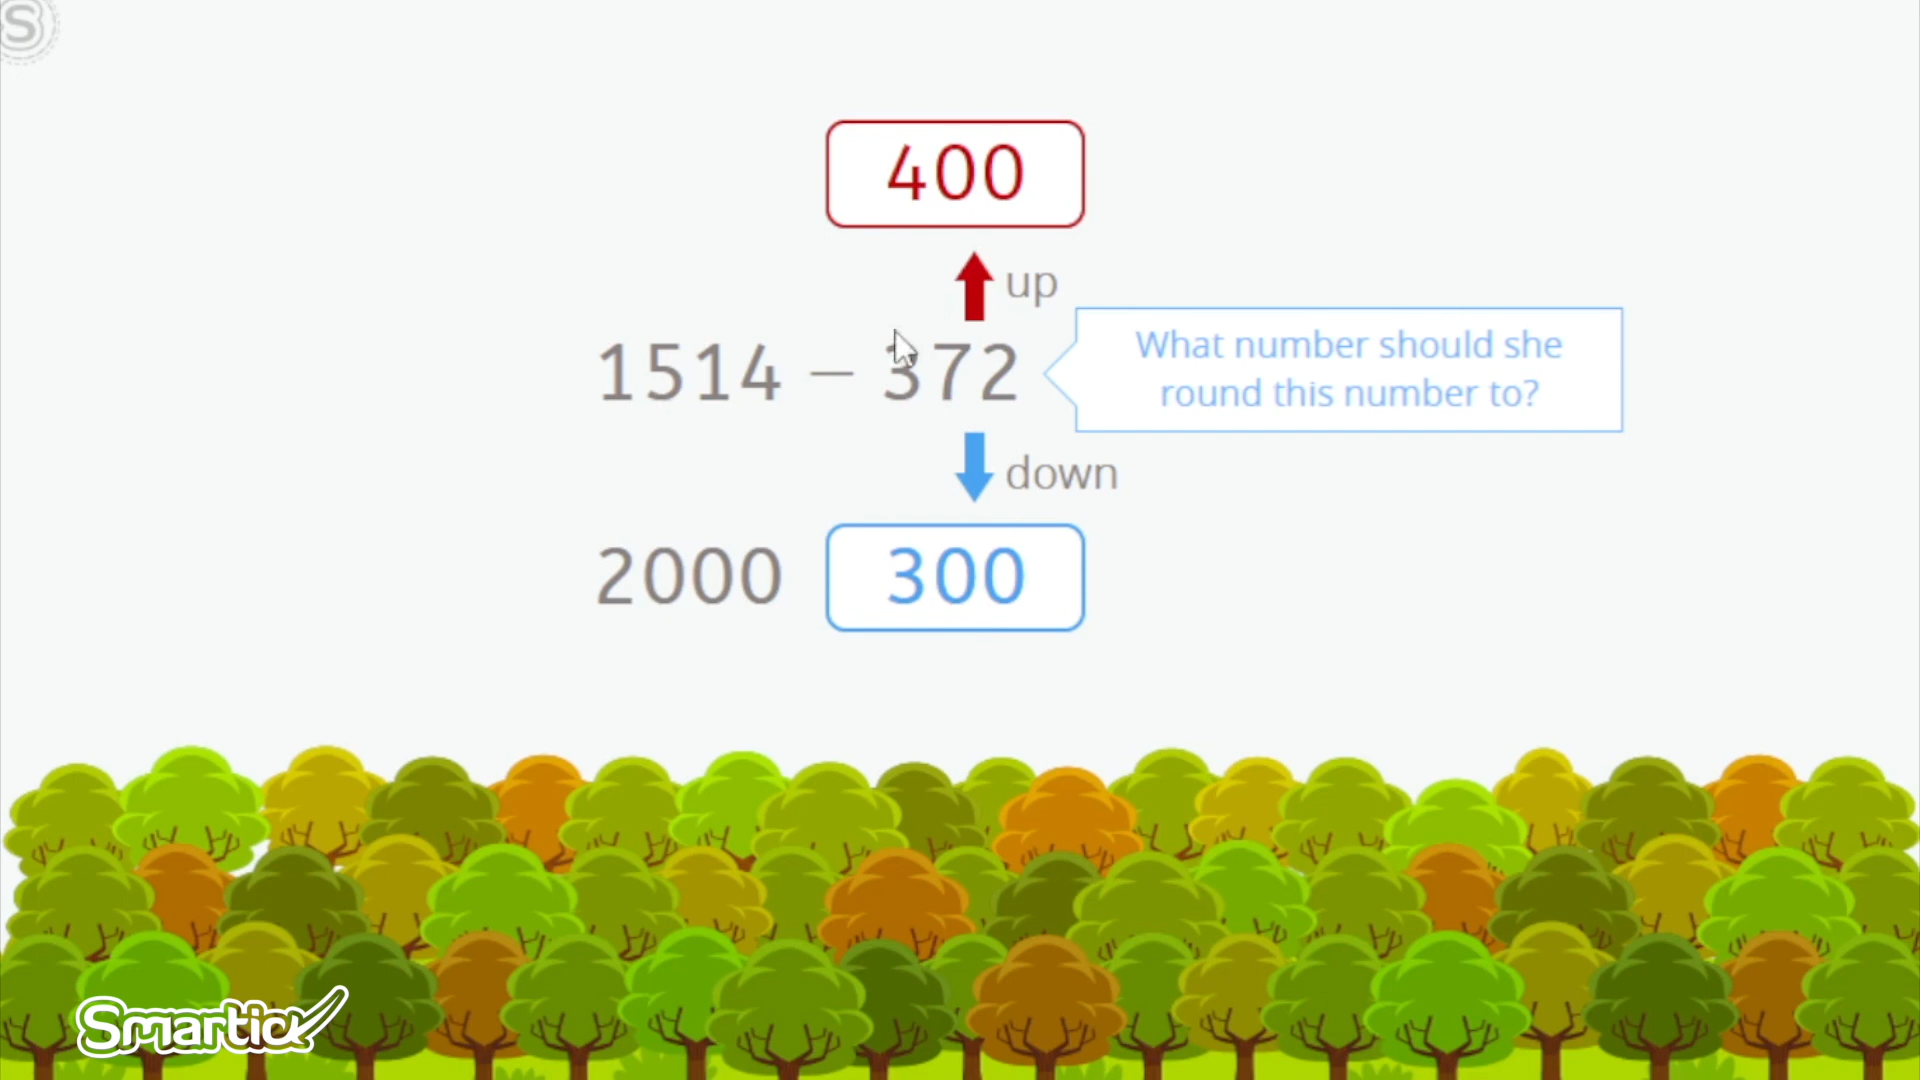 S
400
up
1514 – 372
What number should she
round this number to?
down
2000
300
Smartick